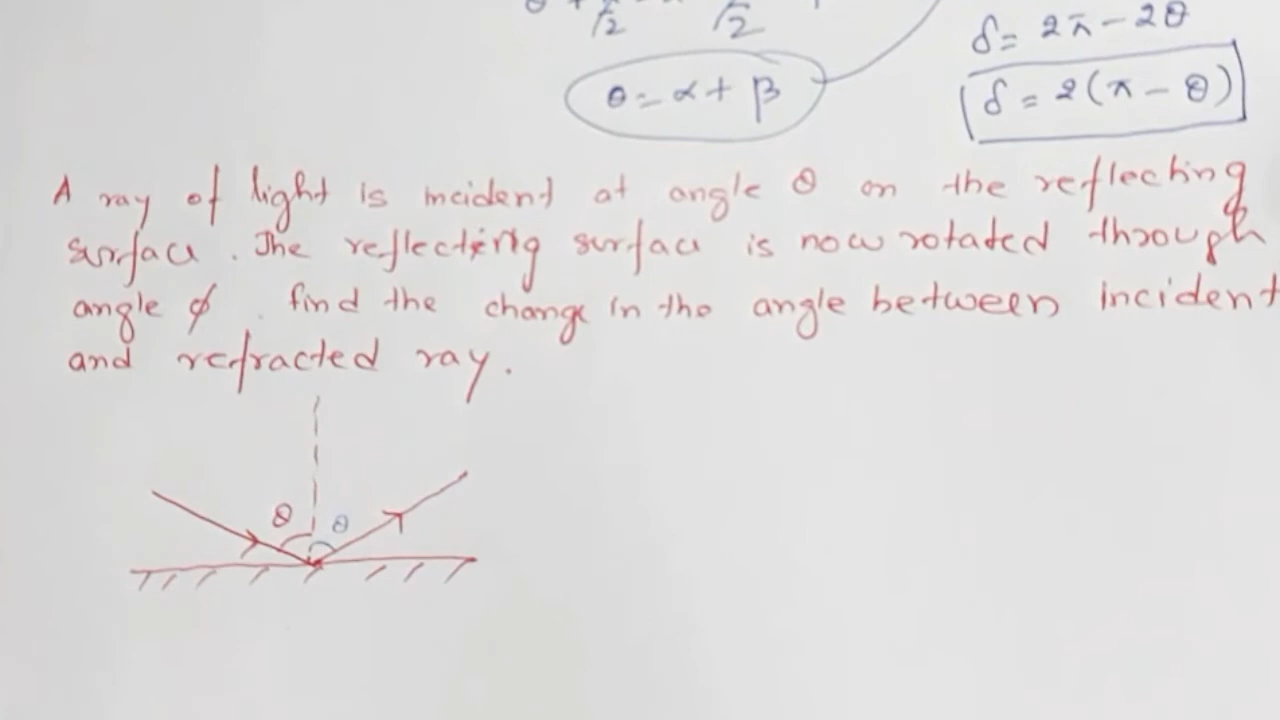 δ = 2π - 2θ
θ = α + β
δ = 2(π - θ)
A ray of light is incident at angle θ on the reflecting
surface. The reflecting surface is now rotated through
angle ϕ. find the change in the angle between incident
and refracted ray.
θ θ